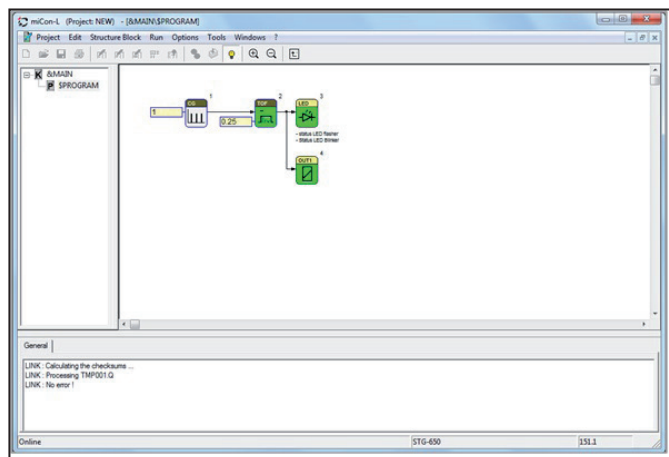 miCon-L (Project: NEW) - [&MAIN\$PROGRAM]
Project Edit Structure Block Run Options Tools Windows ?
&MAIN
$PROGRAM
1
CG
1
0.25
TOF
2
LED
3
- status LED flasher
- Status LED Blinker
OUT1
4
General
LINK : Calculating the checksums ...
LINK : Processing TMP001.Q
LINK : No error !
Online
STG-650
151.1